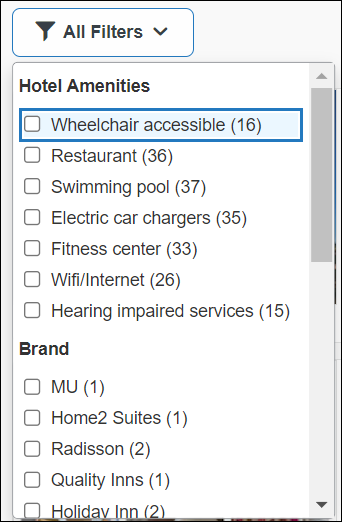 All Filters
Hotel Amenities
Wheelchair accessible (16)
Restaurant (36)
Swimming pool (37)
Electric car chargers (35)
Fitness center (33)
Wifi/Internet (26)
Hearing impaired services (15)
Brand
MU (1)
Home2 Suites (1)
Radisson (2)
Quality Inns (1)
Holiday Inn (2)